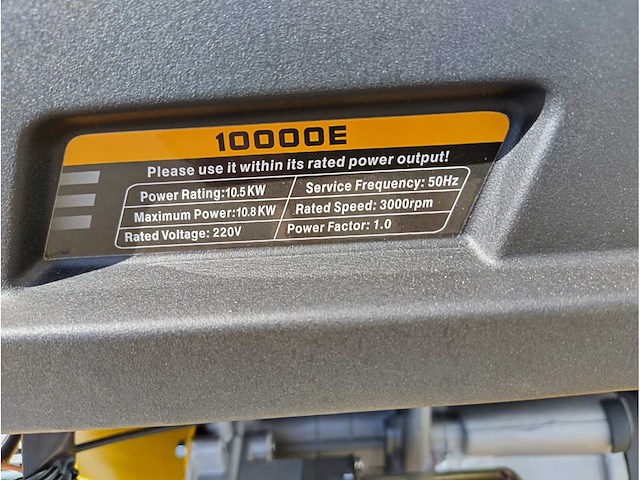 10000E
Please use it within its rated power output!
Power Rating:10.5KW Service Frequency: 50Hz
Maximum Power:10.8KW Rated Speed: 3000rpm
Rated Voltage: 220V Power Factor: 1.0